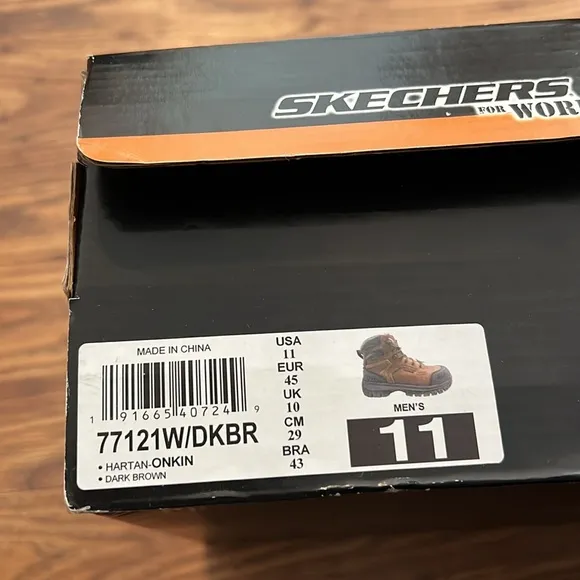 SKECHERS
FOR WOR
MADE IN CHINA
1 91665 40724 9
77121W/DKBR
• HARTAN-ONKIN
• DARK BROWN
USA
11
EUR
45
UK
10
CM
29
BRA
43
MEN'S
11